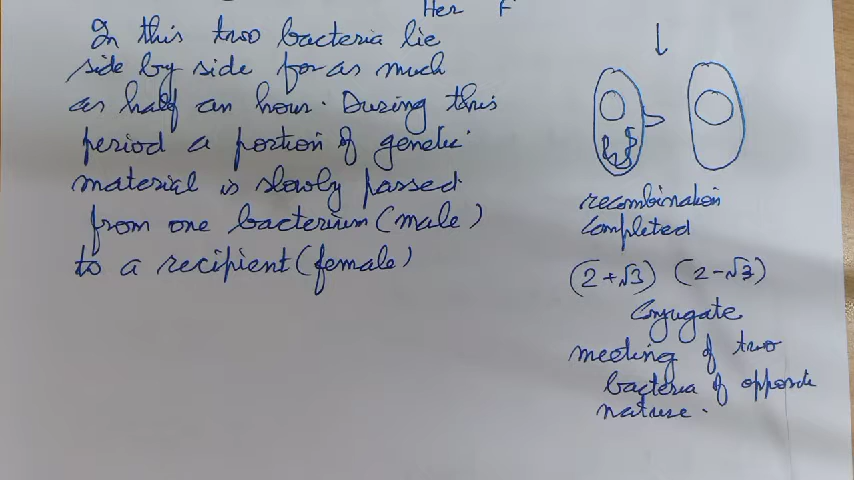 In this two bacteria lie
side by side for as much
as half an hour. During this
period a portion of genetic
material is slowly passed
from one bacterium (male)
to a recipient (female)
recombination
completed
(2+√3) (2-√3)
Conjugate
meeting of two
bacteria of opposite
nature.